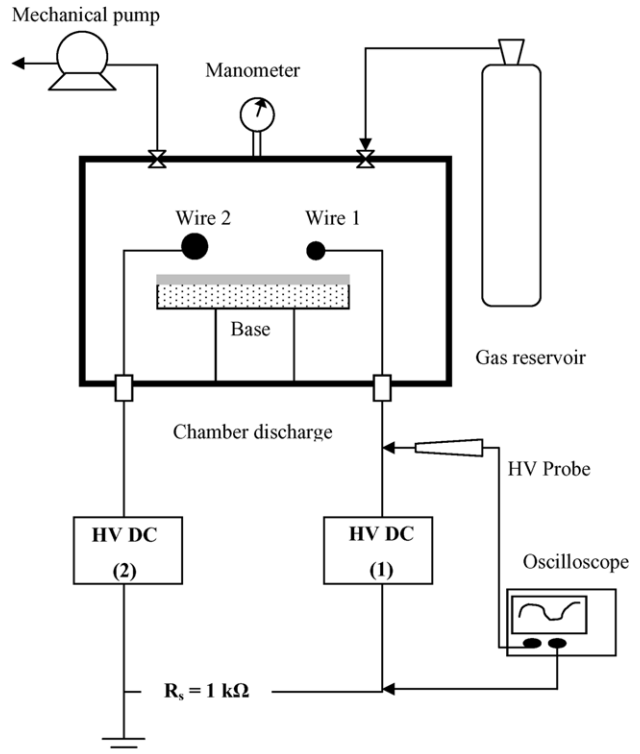 Mechanical pump
Manometer
Wire 2
Wire 1
Base
Gas reservoir
Chamber discharge
HV Probe
HV DC
(2)
HV DC
(1)
Oscilloscope
Rs = 1 kΩ